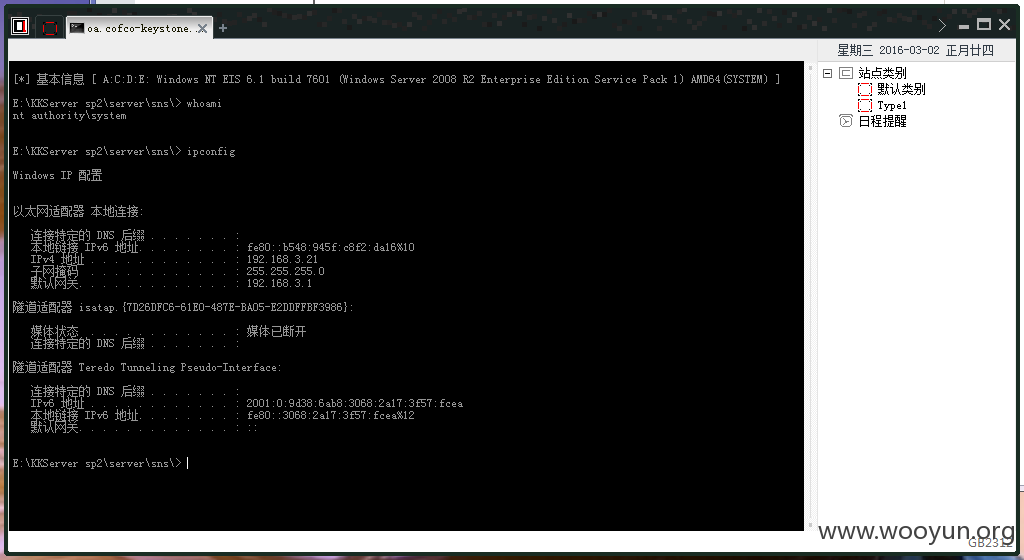 oa.cofco-keystone.
星期三 2016-03-02 正月廿四
[*] 基本信息 [ A:C:D:E: Windows NT EIS 6.1 build 7601 (Windows Server 2008 R2 Enterprise Edition Service Pack 1) AMD64(SYSTEM) ]
E:\KKServer sp2\server\sns\> whoami
nt authority\system
E:\KKServer sp2\server\sns\> ipconfig
Windows IP 配置
以太网适配器 本地连接:
连接特定的 DNS 后缀 . . . . . . . :
本地链接 IPv6 地址. . . . . . . . : fe80::b548:945f:c8f2:da16%10
IPv4 地址 . . . . . . . . . . . . : 192.168.3.21
子网掩码 . . . . . . . . . . . . : 255.255.255.0
默认网关. . . . . . . . . . . . . : 192.168.3.1
隧道适配器 isatap.{7D26DFC6-61E0-487E-BA05-E2DDFFBF3986}:
媒体状态 . . . . . . . . . . . . : 媒体已断开
连接特定的 DNS 后缀 . . . . . . . :
隧道适配器 Teredo Tunneling Pseudo-Interface:
连接特定的 DNS 后缀 . . . . . . . :
IPv6 地址 . . . . . . . . . . . . : 2001:0:9d38:6ab8:3068:2a17:3f57:fcea
本地链接 IPv6 地址. . . . . . . . : fe80::3068:2a17:3f57:fcea%12
默认网关. . . . . . . . . . . . . : ::
E:\KKServer sp2\server\sns\>
站点类别
默认类别
Type1
日程提醒
www.wooyun.org
GB2312